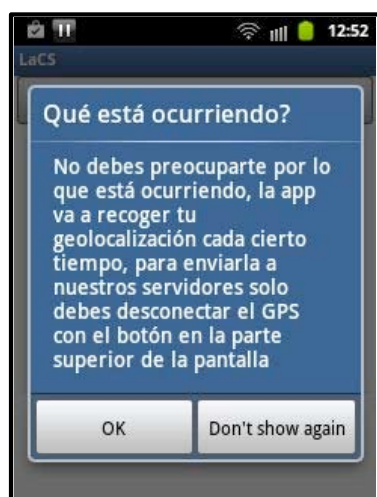 12:52
LaCS
Qué está ocurriendo?
No debes preocuparte por lo
que está ocurriendo, la app
va a recoger tu
geolocalización cada cierto
tiempo, para enviarla a
nuestros servidores solo
debes desconectar el GPS
con el botón en la parte
superior de la pantalla
OK
Don't show again